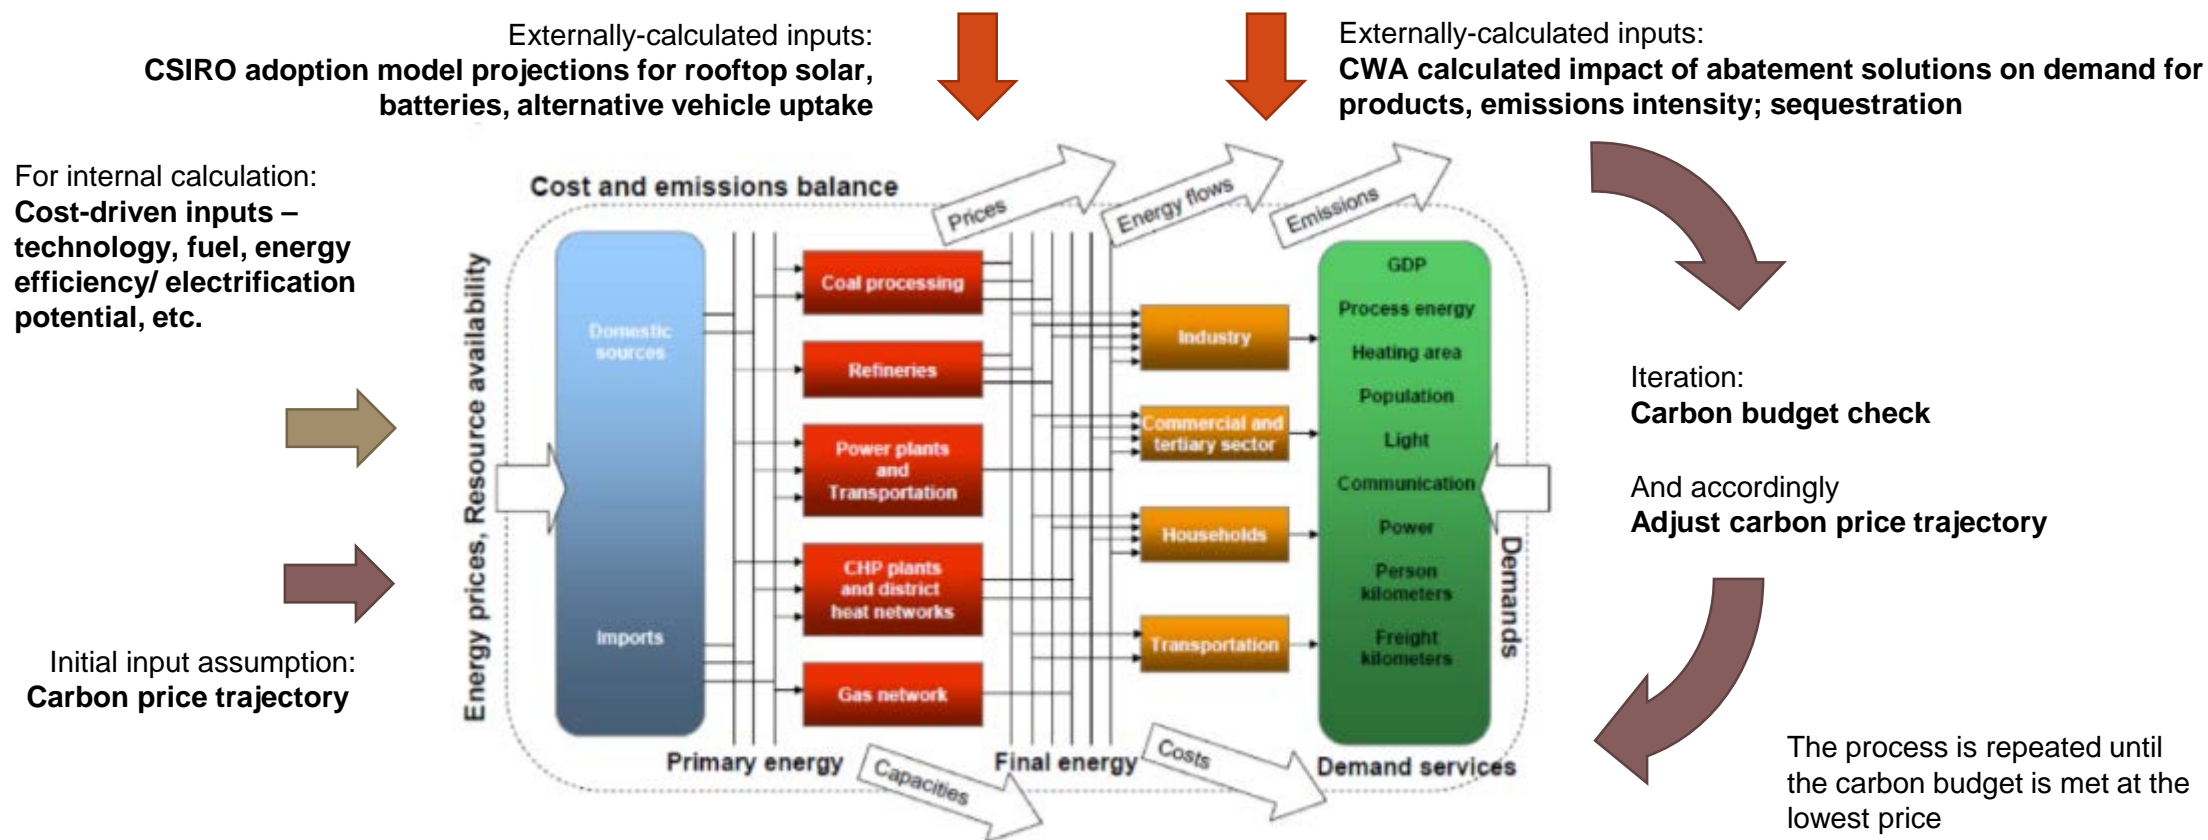 Externally-calculated inputs:
CSIRO adoption model projections for rooftop solar,
batteries, alternative vehicle uptake
Externally-calculated inputs:
CWA calculated impact of abatement solutions on demand for
products, emissions intensity; sequestration
For internal calculation:
Cost-driven inputs –
technology, fuel, energy
efficiency/ electrification
potential, etc.
Initial input assumption:
Carbon price trajectory
Cost and emissions balance
Prices
Energy flows
Emissions
Energy prices, Resource availability
Domestic
sources
Imports
Coal processing
Refineries
Power plants
and
Transportation
CHP plants
and district
heat networks
Gas network
Industry
Commercial and
tertiary sector
Households
Transportation
GDP
Process energy
Heating area
Population
Light
Communication
Power
Person
kilometers
Freight
kilometers
Demands
Primary energy
Capacities
Final energy
Costs
Demand services
Iteration:
Carbon budget check
And accordingly
Adjust carbon price trajectory
The process is repeated until
the carbon budget is met at the
lowest price